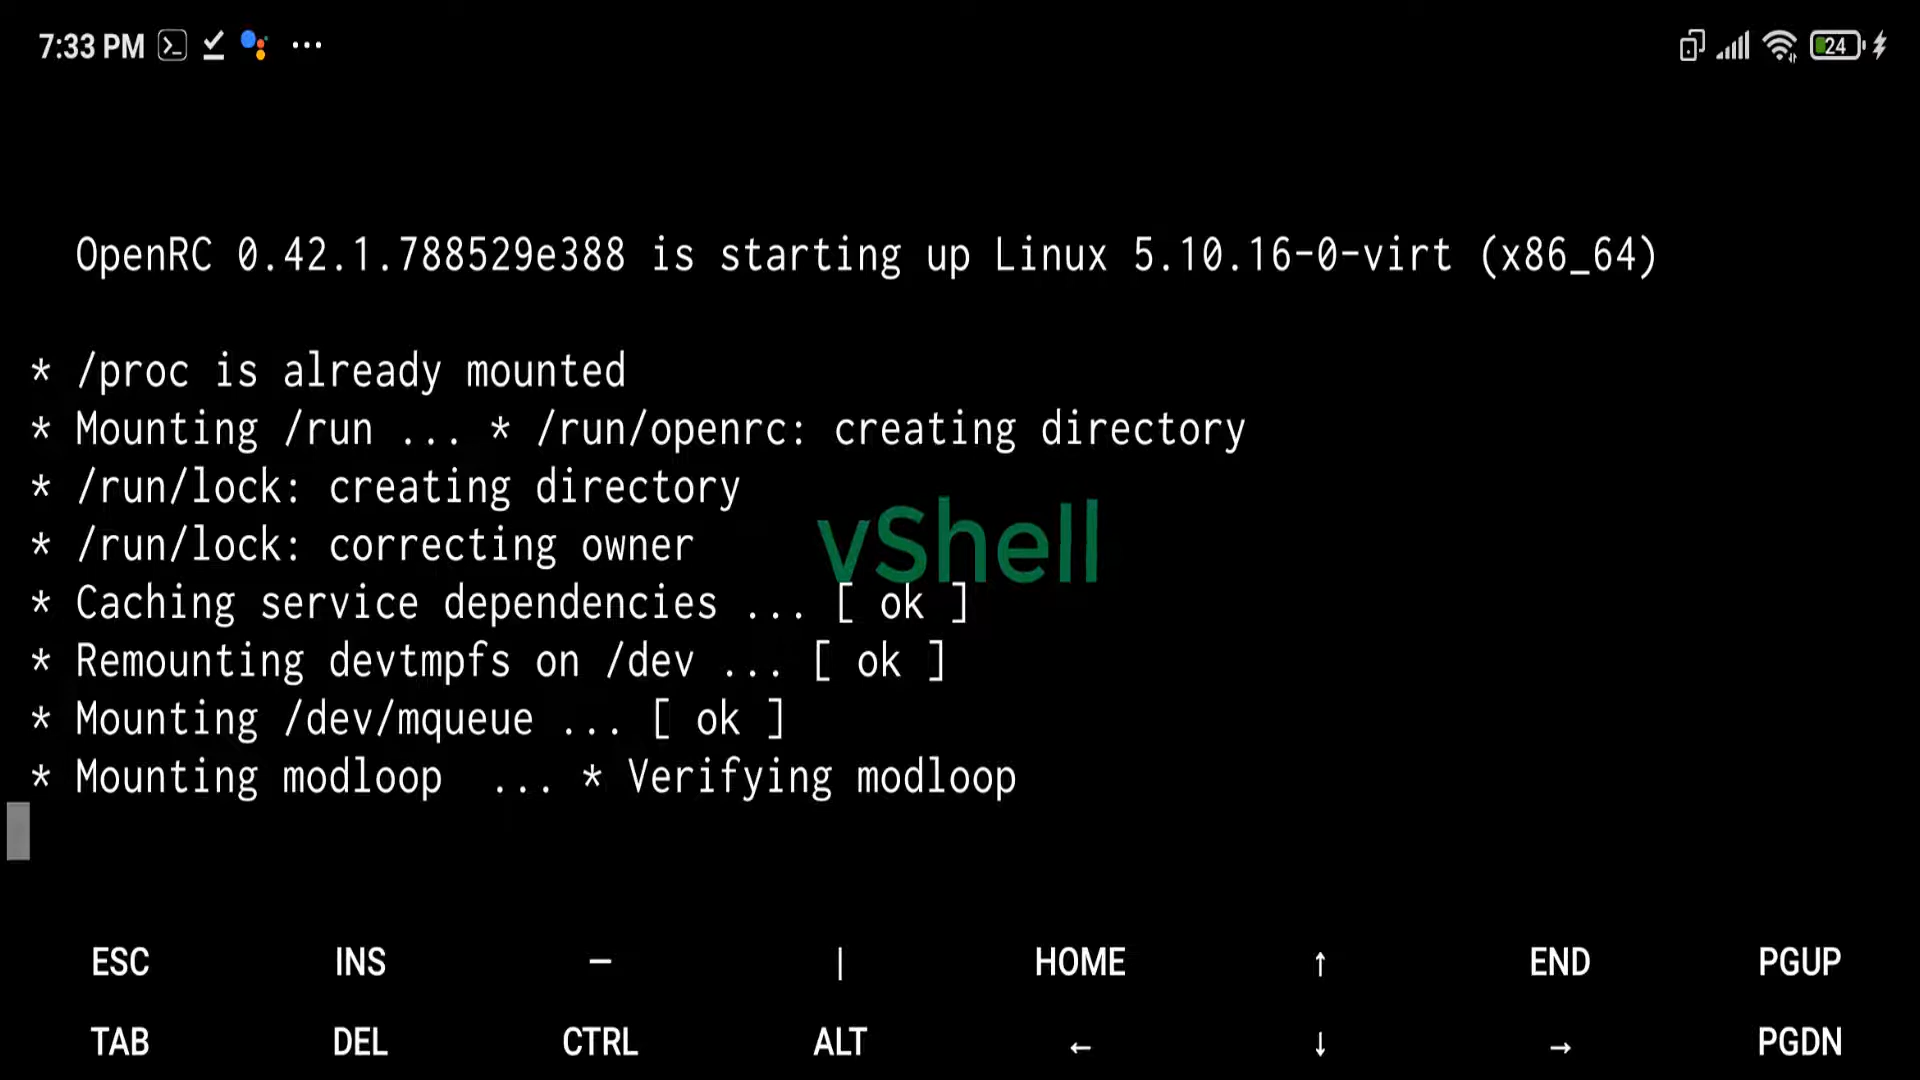 7:33 PM
24
OpenRC 0.42.1.788529e388 is starting up Linux 5.10.16-0-virt (x86_64)
* /proc is already mounted
* Mounting /run ... * /run/openrc: creating directory
* /run/lock: creating directory
* /run/lock: correcting owner
vShell
* Caching service dependencies ... [ ok ]
* Remounting devtmpfs on /dev ... [ ok ]
* Mounting /dev/mqueue ... [ ok ]
* Mounting modloop  ... * Verifying modloop
ESC INS — | HOME ↑ END PGUP
TAB DEL CTRL ALT ← ↓ → PGDN